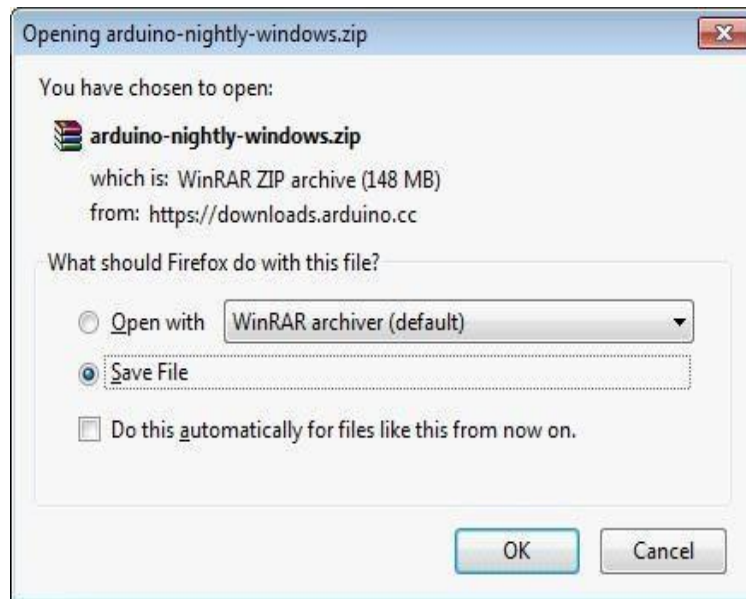 Opening arduino-nightly-windows.zip
You have chosen to open:
arduino-nightly-windows.zip
which is: WinRAR ZIP archive (148 MB)
from: https://downloads.arduino.cc
What should Firefox do with this file?
Open with WinRAR archiver (default)
Save File
Do this automatically for files like this from now on.
OK Cancel